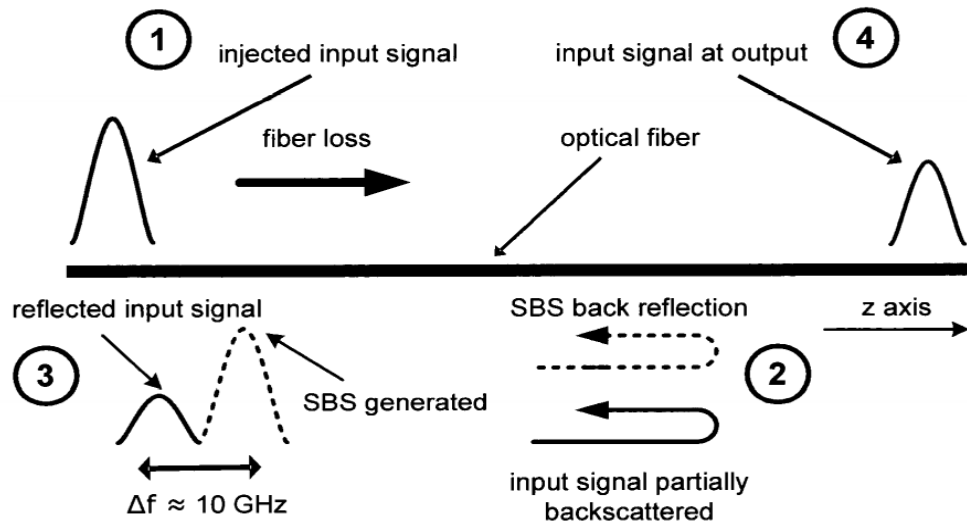 1
injected input signal
input signal at output
4
fiber loss
optical fiber
reflected input signal
SBS back reflection
z axis
3
SBS generated
2
Δf ≈ 10 GHz
input signal partially
backscattered